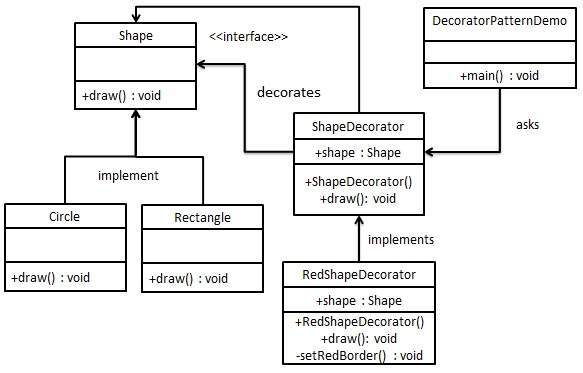 Shape
<<interface>>
+draw() : void
decorates
DecoratorPatternDemo
+main() : void
asks
ShapeDecorator
+shape : Shape
+ShapeDecorator()
+draw(): void
implement
Circle
+draw() : void
Rectangle
+draw() : void
implements
RedShapeDecorator
+shape : Shape
+RedShapeDecorator()
+draw(): void
-setRedBorder() : void